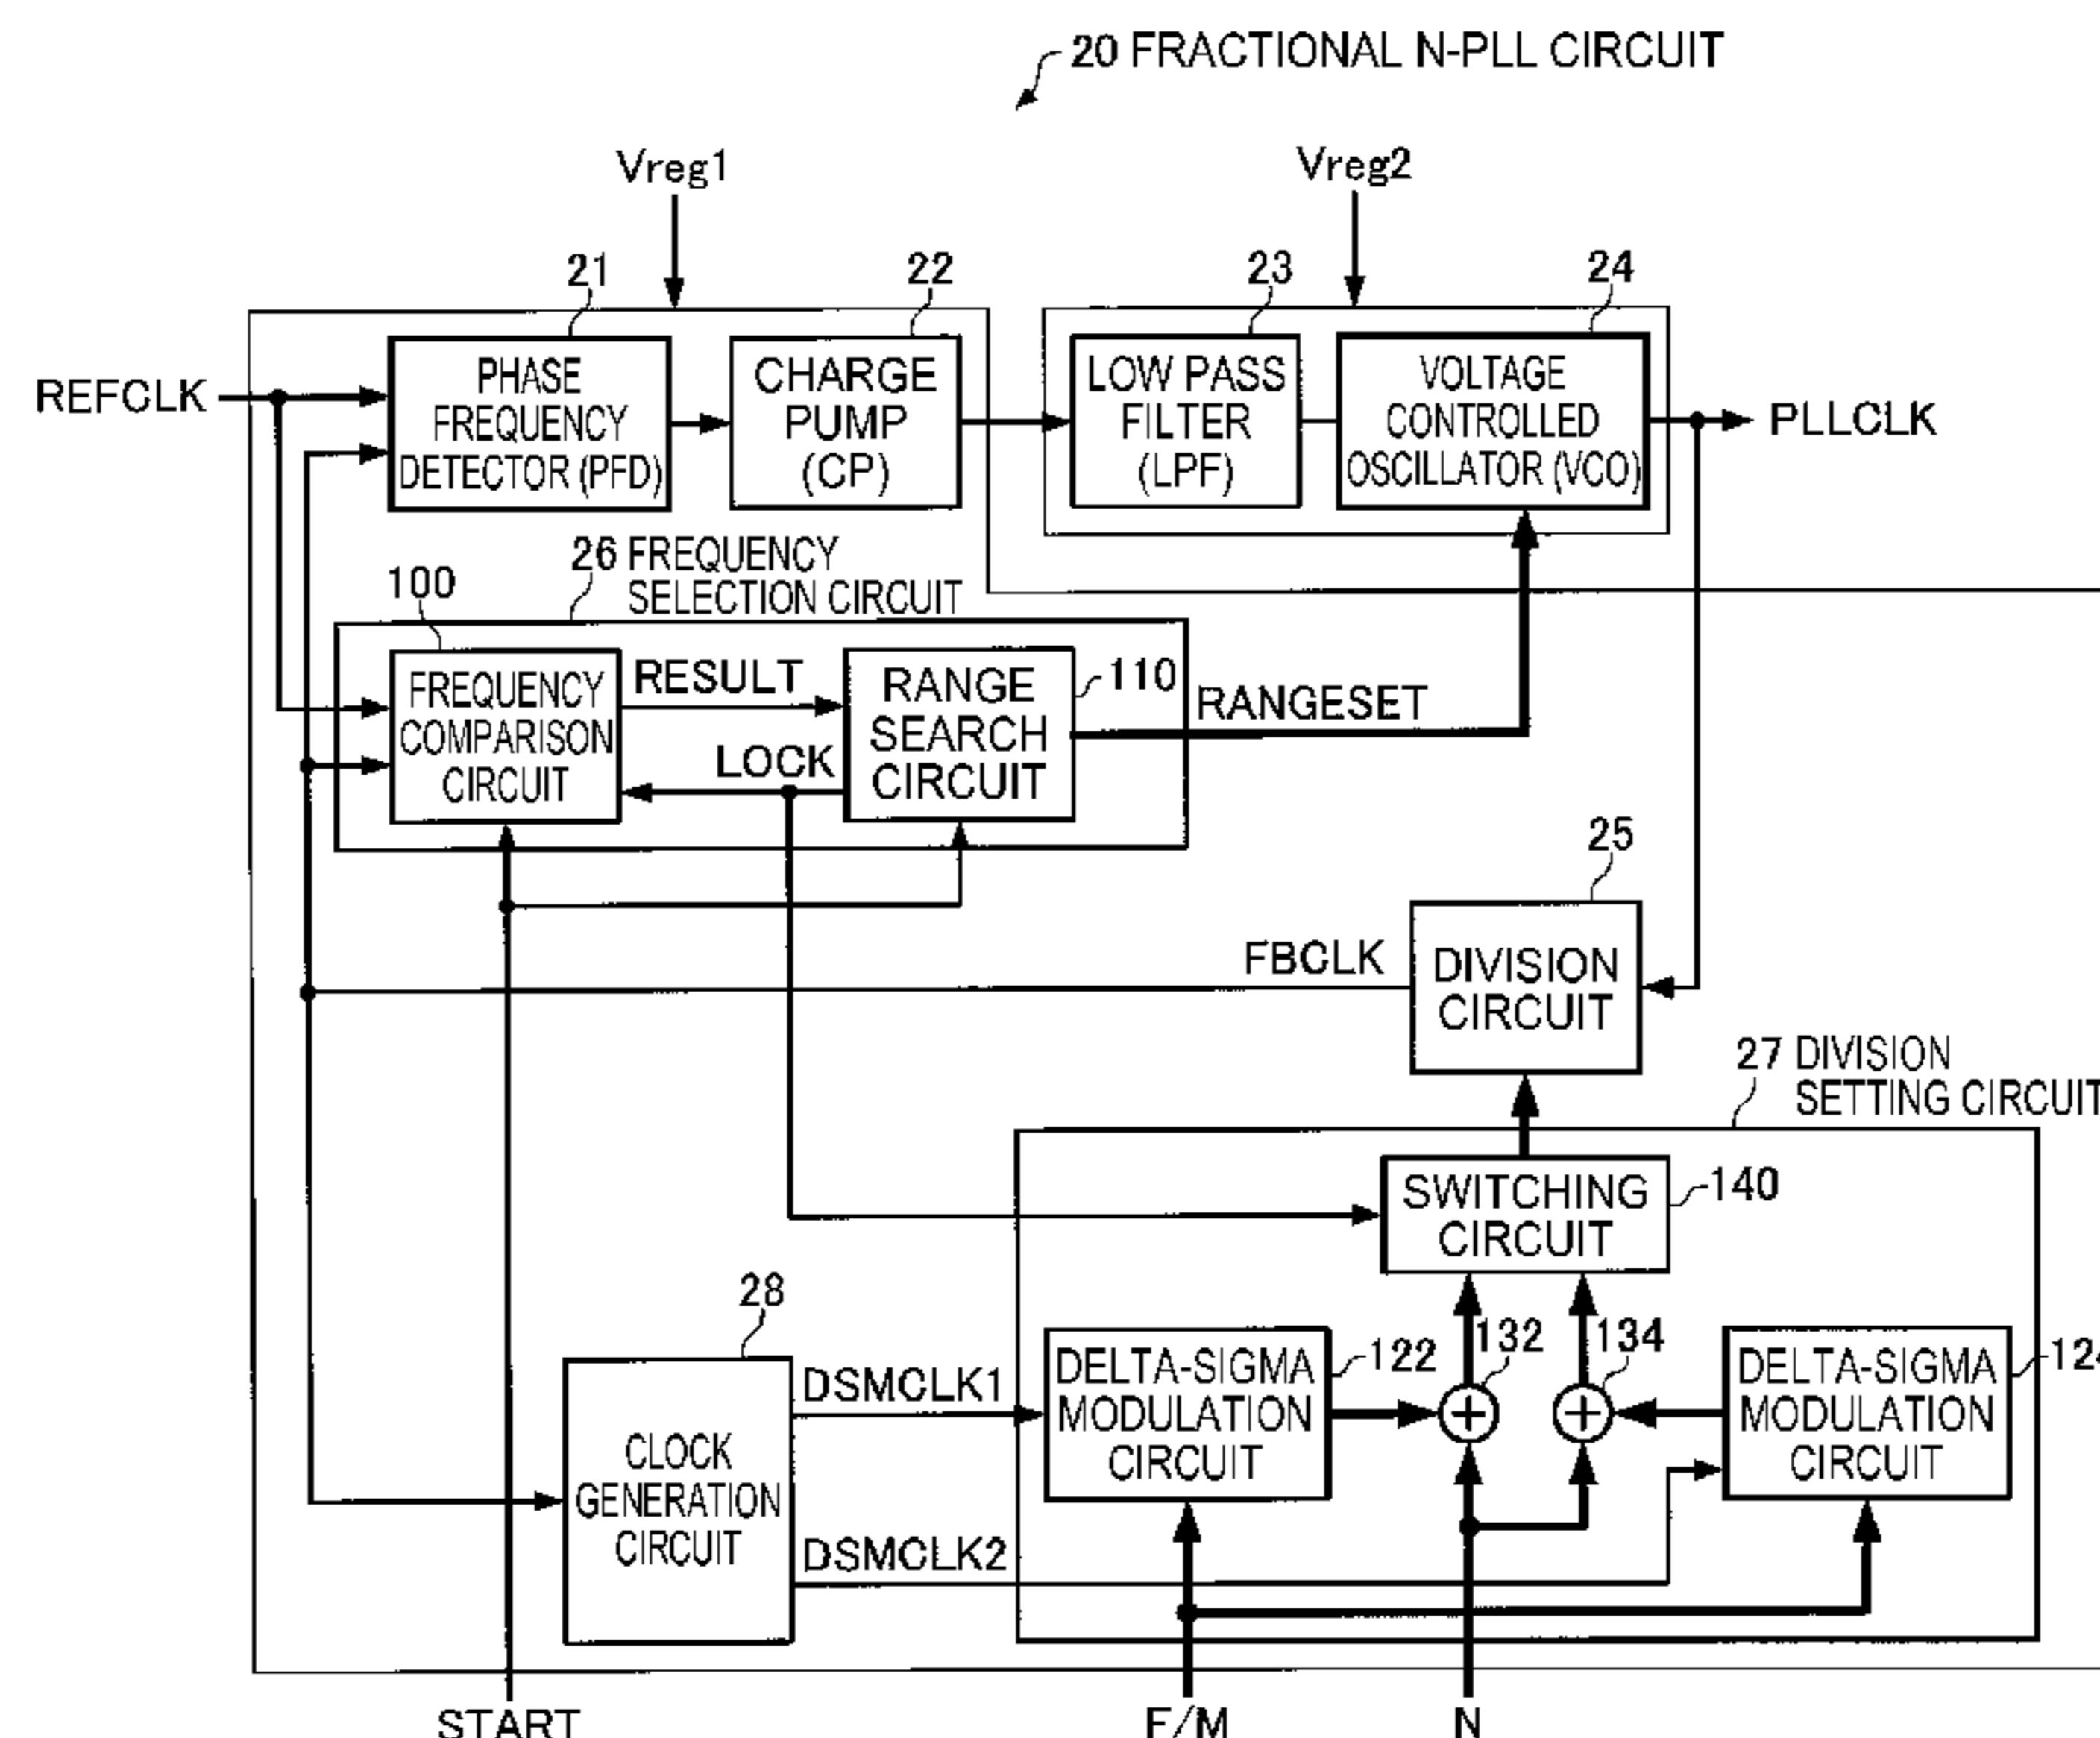 20 FRACTIONAL N-PLL CIRCUIT
Vreg1
Vreg2
21
22
23
24
REFCLK
PHASE
FREQUENCY
DETECTOR (PFD)
CHARGE
PUMP
(CP)
LOW PASS
FILTER
(LPF)
VOLTAGE
CONTROLLED
OSCILLATOR (VCO)
PLLCLK
26 FREQUENCY
SELECTION CIRCUIT
100
FREQUENCY
COMPARISON
CIRCUIT
RESULT
LOCK
RANGE
SEARCH
CIRCUIT
110
RANGESET
25
FBCLK
DIVISION
CIRCUIT
27 DIVISION
SETTING CIRCUIT
SWITCHING
CIRCUIT
140
28
CLOCK
GENERATION
CIRCUIT
DSMCLK1
DSMCLK2
DELTA-SIGMA
MODULATION
CIRCUIT
122
132
134
DELTA-SIGMA
MODULATION
CIRCUIT
124
START
F/M
N